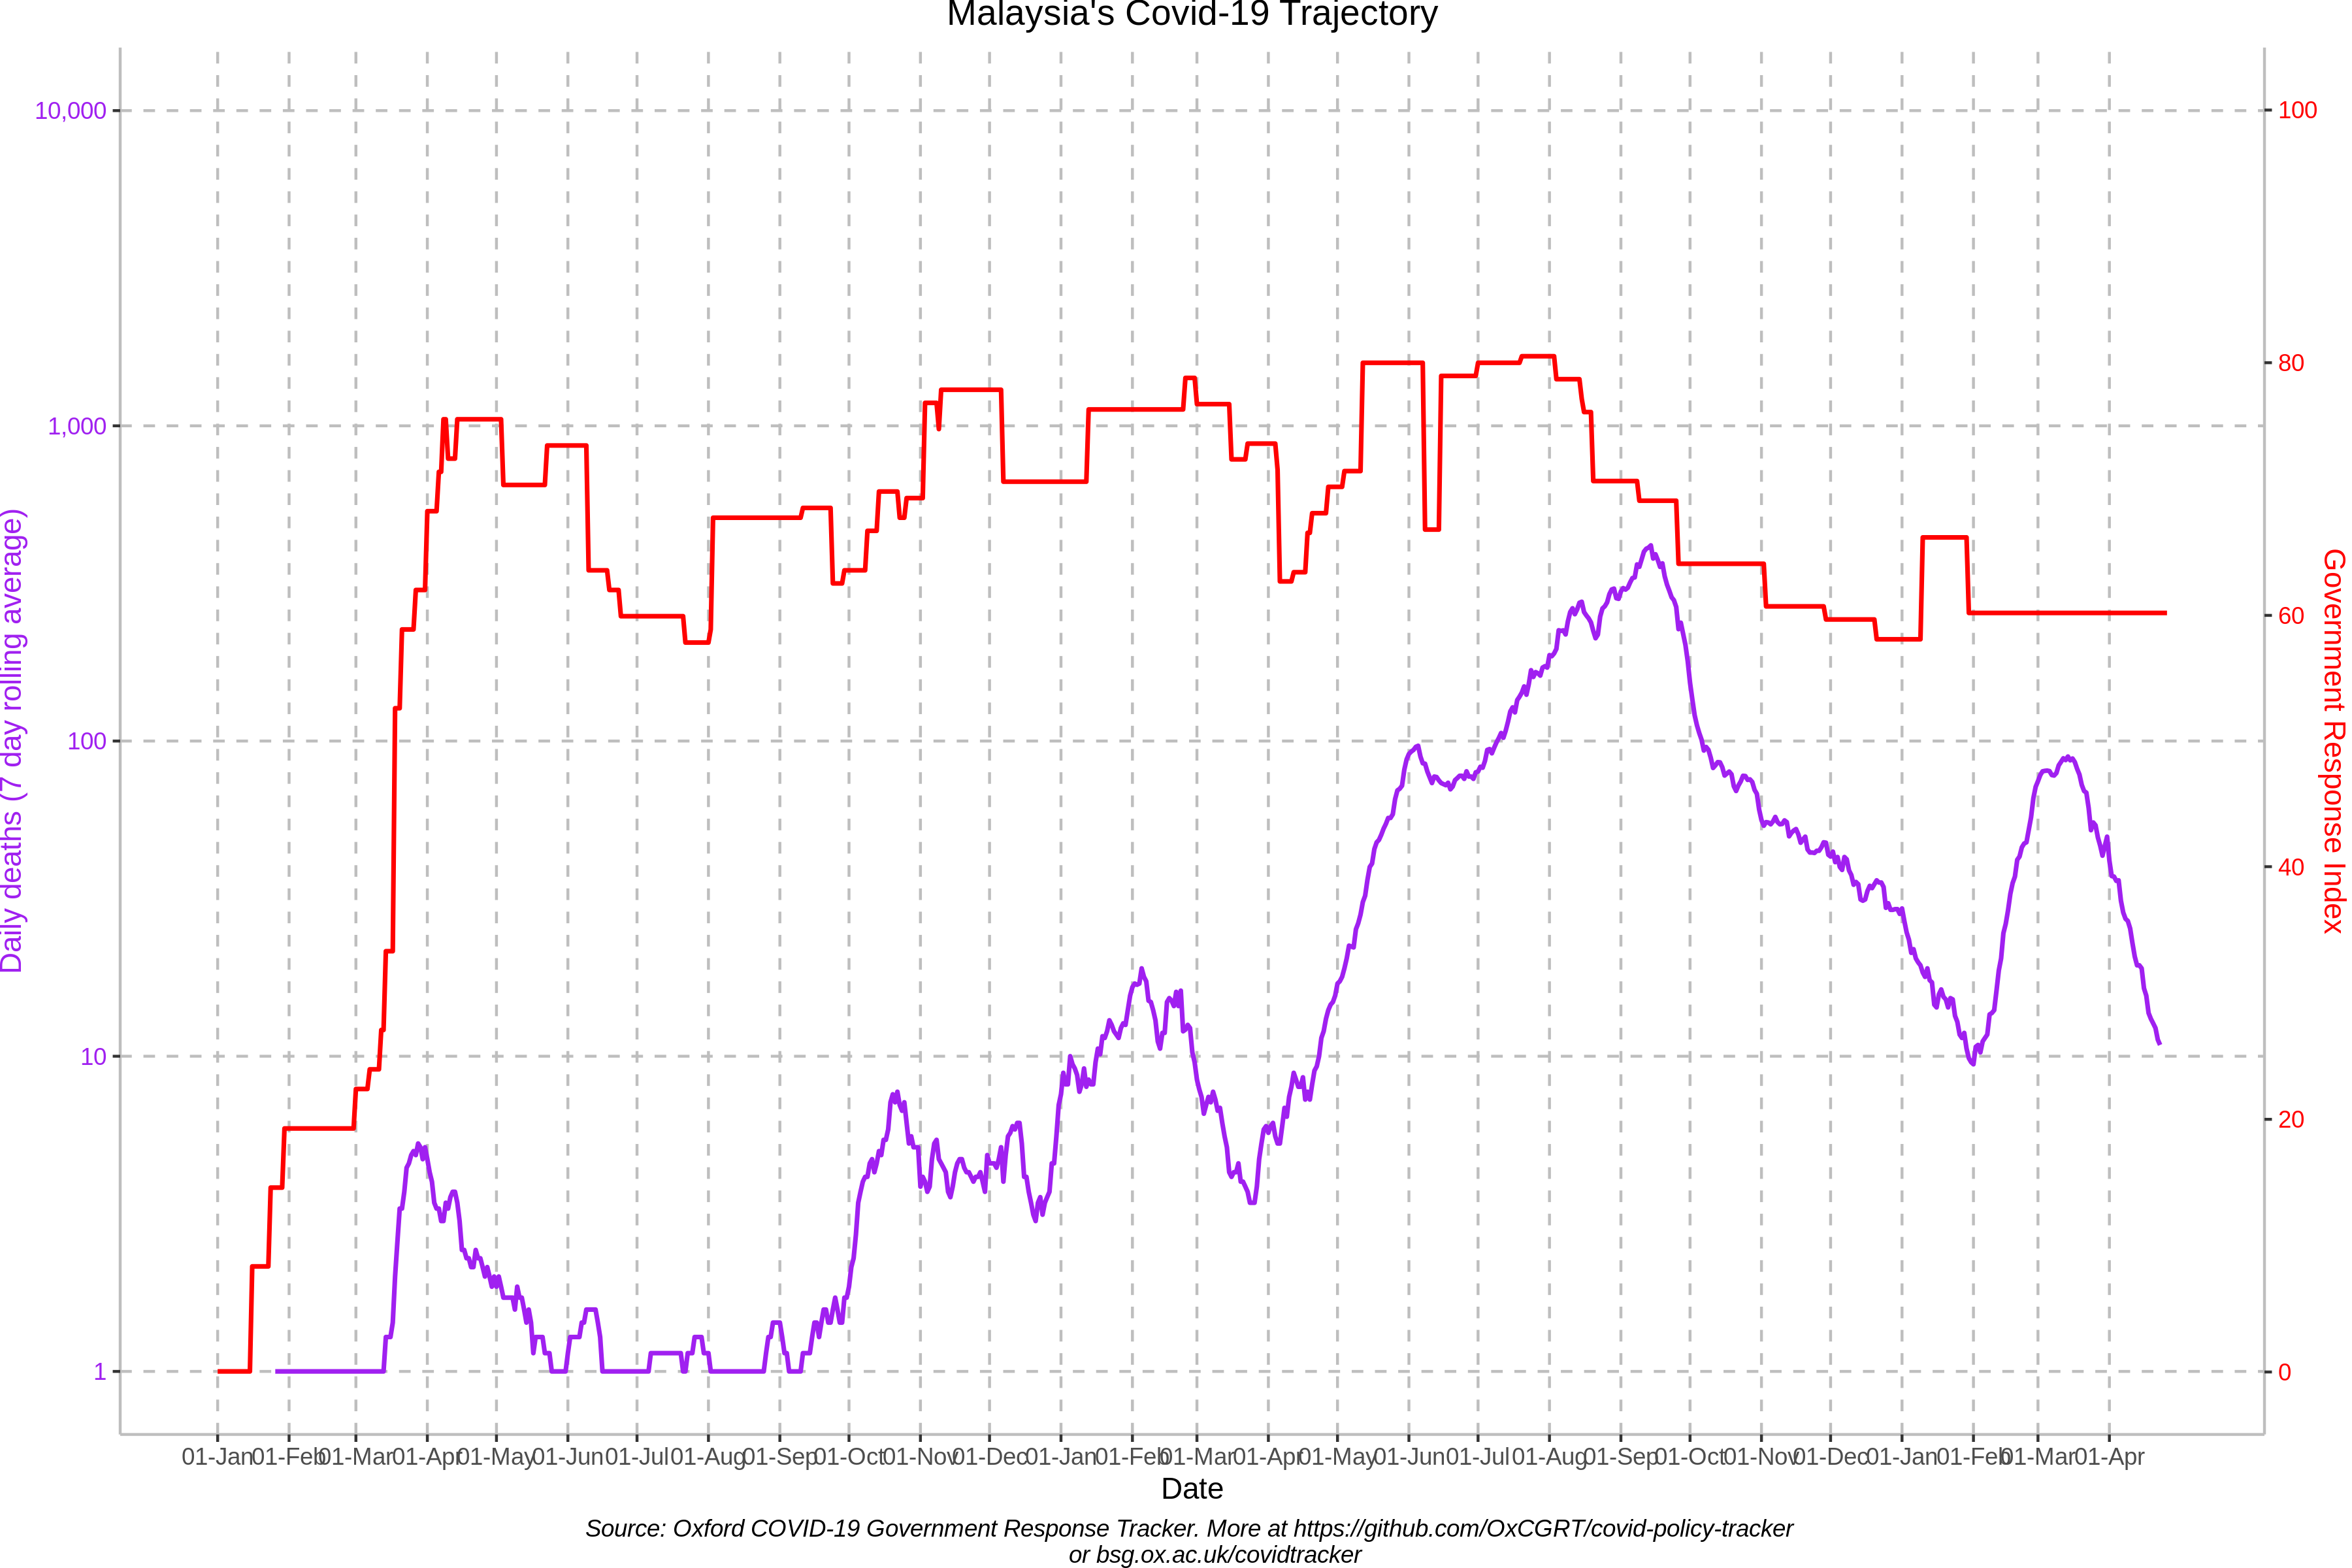 Malaysia's Covid-19 Trajectory
10,000
1,000
100
10
1
Daily deaths (7 day rolling average)
100
80
60
40
20
0
Government Response Index
01-Jan 01-Feb 01-Mar 01-Apr 01-May 01-Jun 01-Jul 01-Aug 01-Sep 01-Oct 01-Nov 01-Dec 01-Jan 01-Feb 01-Mar 01-Apr 01-May 01-Jun 01-Jul 01-Aug 01-Sep 01-Oct 01-Nov 01-Dec 01-Jan 01-Feb 01-Mar 01-Apr
Date
Source: Oxford COVID-19 Government Response Tracker. More at https://github.com/OxCGRT/covid-policy-tracker
or bsg.ox.ac.uk/covidtracker